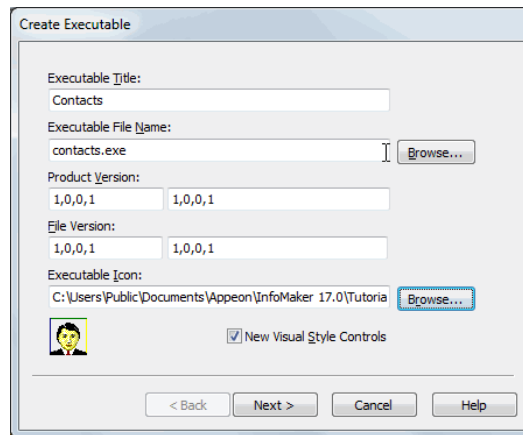 Create Executable
Executable Title:
Contacts
Executable File Name:
contacts.exe
Browse...
Product Version:
1,0,0,1 1,0,0,1
File Version:
1,0,0,1 1,0,0,1
Executable Icon:
C:\Users\Public\Documents\Appeon\InfoMaker 17.0\Tutoria
Browse...
New Visual Style Controls
< Back Next > Cancel Help